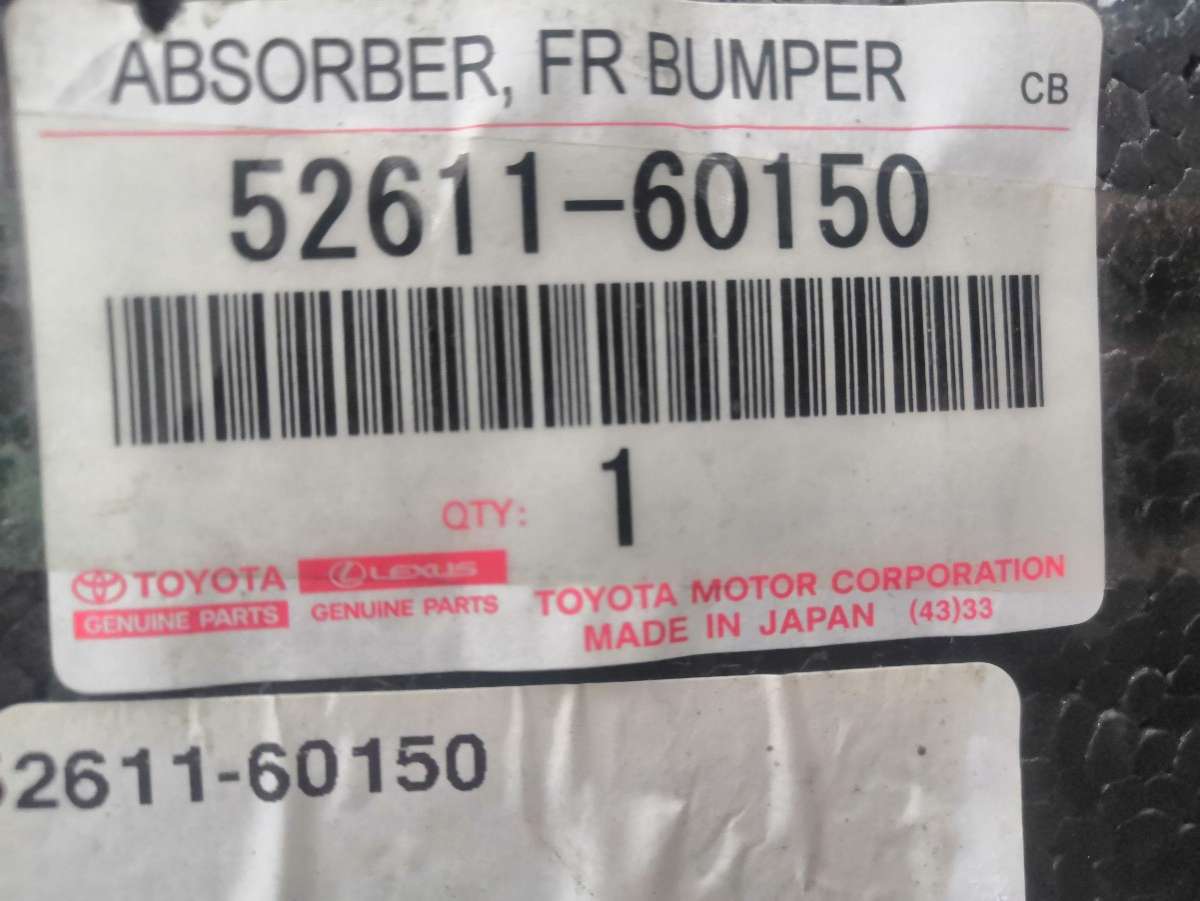 ABSORBER, FR BUMPER CB
52611-60150
QTY: 1
TOYOTA
GENUINE PARTS
LEXUS
GENUINE PARTS
TOYOTA MOTOR CORPORATION
MADE IN JAPAN (43)33
52611-60150